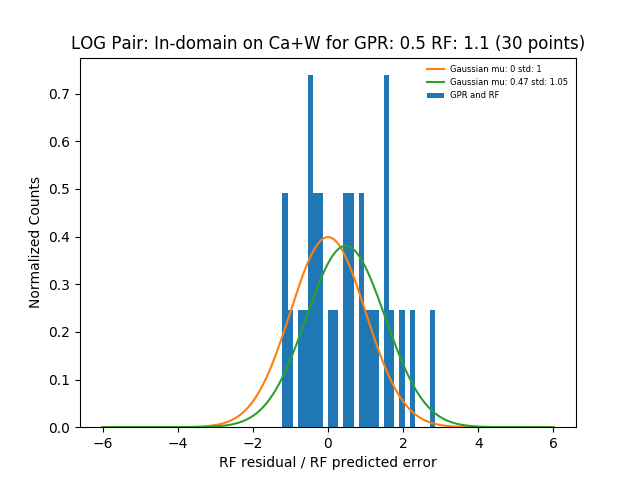 LOG Pair: In-domain on Ca+W for GPR: 0.5 RF: 1.1 (30 points)
Gaussian mu: 0 std: 1
Gaussian mu: 0.47 std: 1.05
GPR and RF
Normalized Counts
0.7
0.6
0.5
0.4
0.3
0.2
0.1
0.0
−6 −4 −2 0 2 4 6
RF residual / RF predicted error